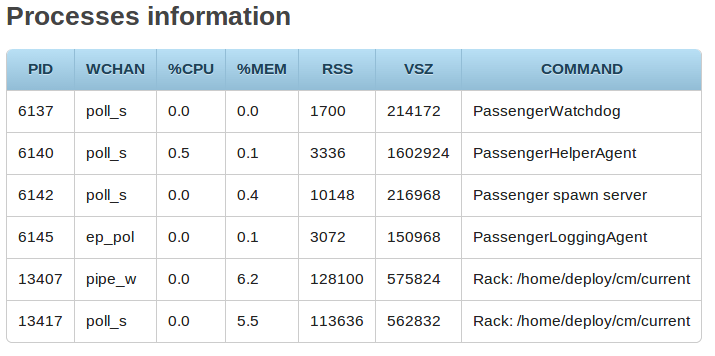 Processes information
PID WCHAN %CPU %MEM RSS VSZ COMMAND
6137 poll_s 0.0 0.0 1700 214172 PassengerWatchdog
6140 poll_s 0.5 0.1 3336 1602924 PassengerHelperAgent
6142 poll_s 0.0 0.4 10148 216968 Passenger spawn server
6145 ep_pol 0.0 0.1 3072 150968 PassengerLoggingAgent
13407 pipe_w 0.0 6.2 128100 575824 Rack: /home/deploy/cm/current
13417 poll_s 0.0 5.5 113636 562832 Rack: /home/deploy/cm/current